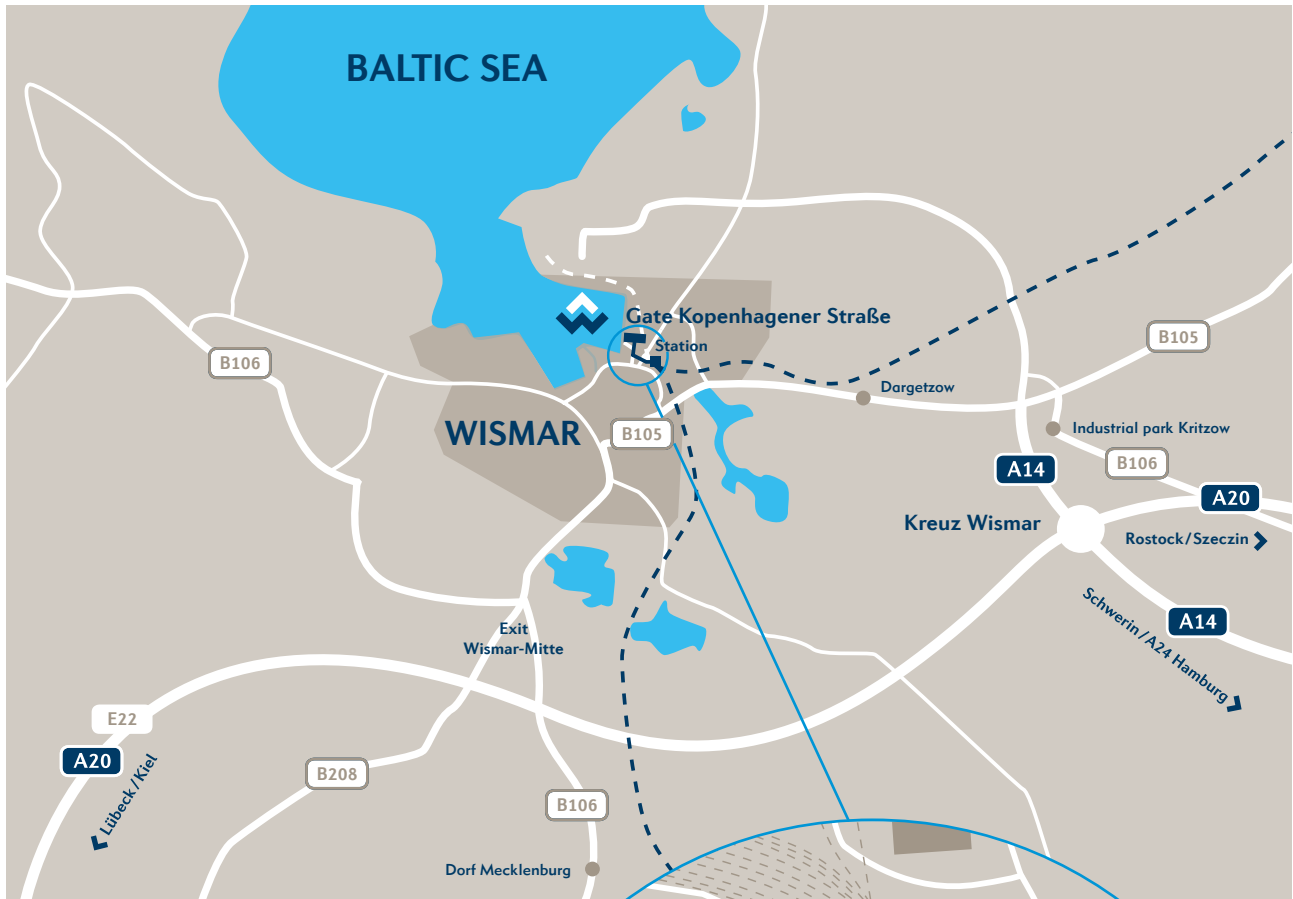 BALTIC SEA
Gate Kopenhagener Straße
Station
B105
B106
Dargetzow
WISMAR
B105
Industrial park Kritzow
B106
A14
A20
Kreuz Wismar
Rostock/Szeczin
Schwerin/A24 Hamburg
A14
Exit
Wismar-Mitte
E22
A20
Lübeck/Kiel
B208
B106
Dorf Mecklenburg